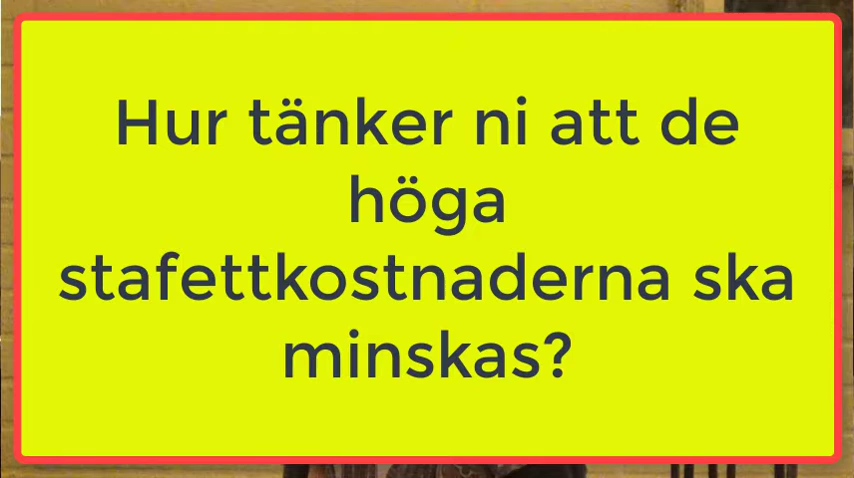 Hur tänker ni att de
höga
stafettkostnaderna ska
minskas?